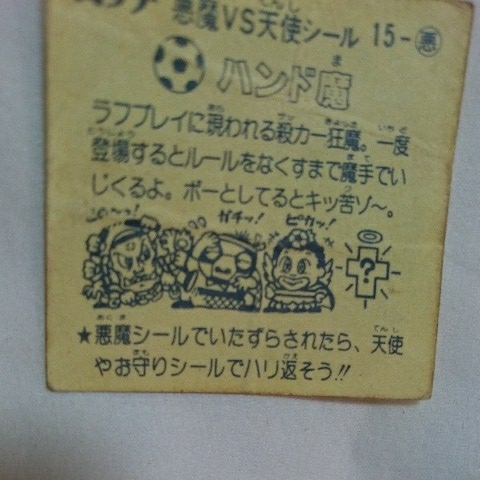 悪魔VS天使シール 15-悪
ハンド魔
ラフプレイに現われる殺カー狂魔。一度
登場するとルールをなくすまで魔手でい
じくるよ。ボーとしてるとキッ苦ゾ〜。
ガチッ! ピカッ!
?
★悪魔シールでいたずらされたら、天使
やお守りシールでハリ返そう!!